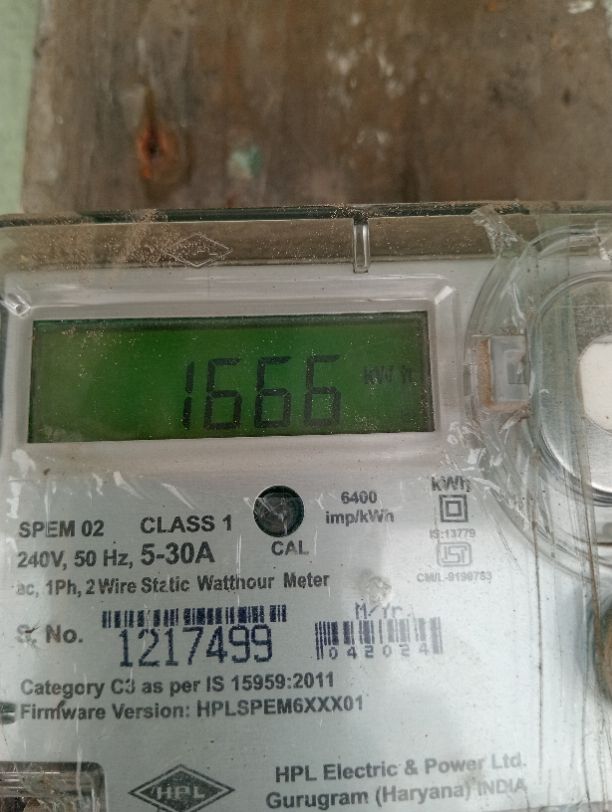 HPL
1666 kWh
kWh
6400
imp/kWh
SPEM 02 CLASS 1
CAL
IS:13779
240V, 50 Hz, 5-30A
ac, 1Ph, 2 Wire Static Watthour Meter
M/Yr
S. No. 1217499
042024
Category C3 as per IS 15959:2011
Firmware Version: HPLSPEM6XXX01
HPL
HPL Electric & Power Ltd.
Gurugram (Haryana) INDIA